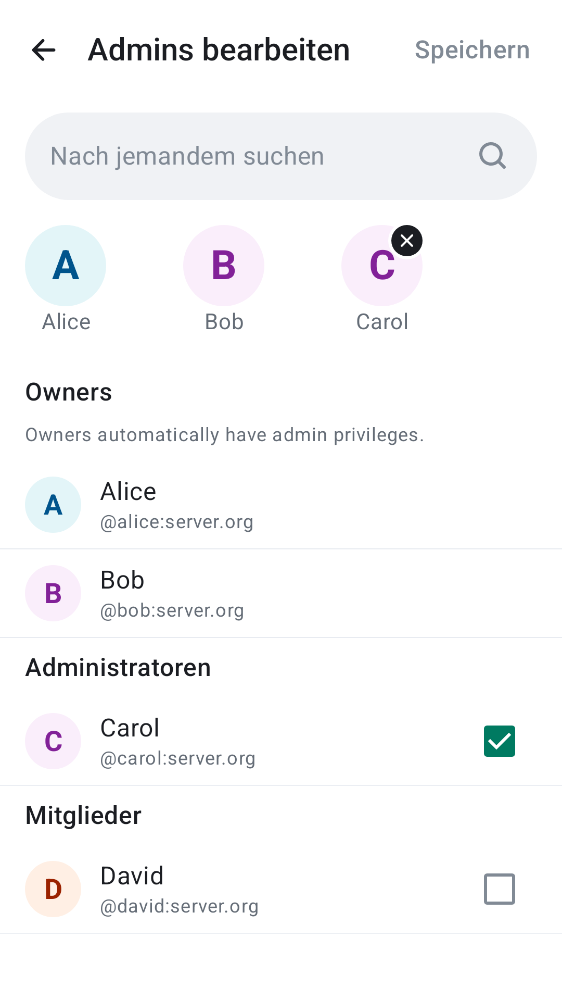 Admins bearbeiten
Speichern
Nach jemandem suchen
A
B
C
Alice
Bob
Carol
Owners
Owners automatically have admin privileges.
A
Alice
@alice:server.org
B
Bob
@bob:server.org
Administratoren
C
Carol
@carol:server.org
Mitglieder
D
David
@david:server.org